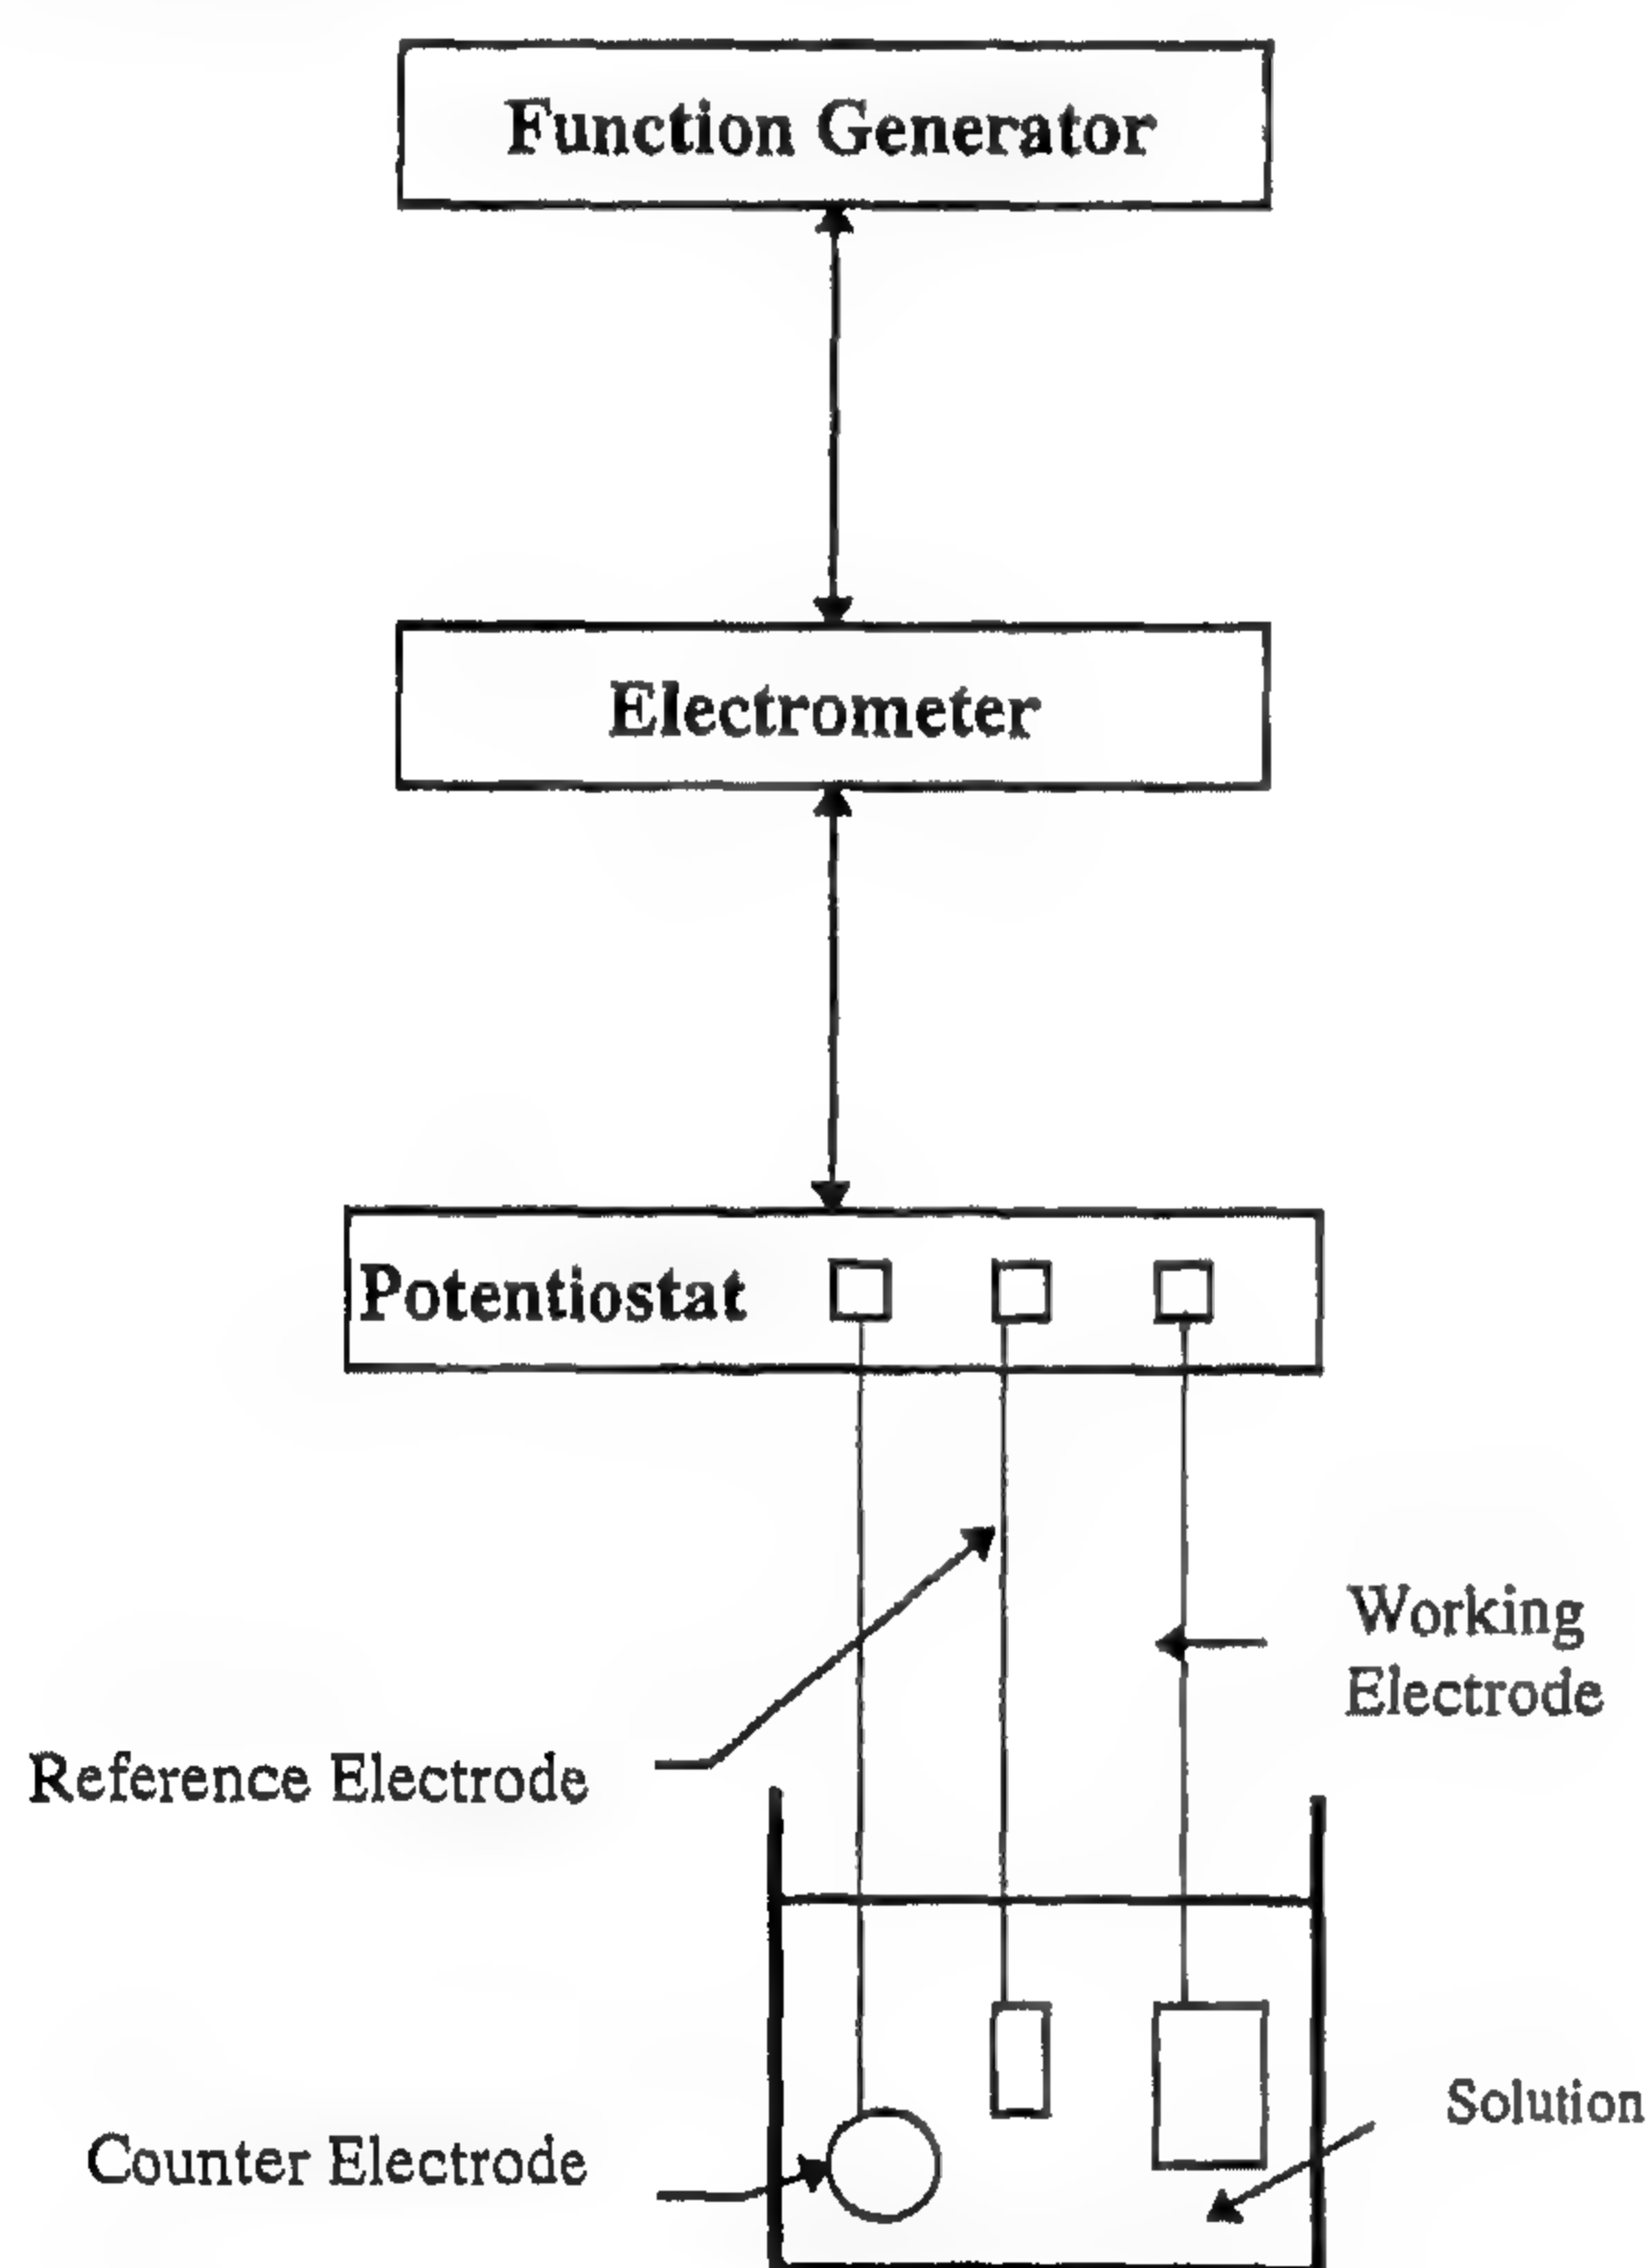 Function Generator
Electrometer
Potentiostat
Working
Electrode
Reference Electrode
Solution
Counter Electrode